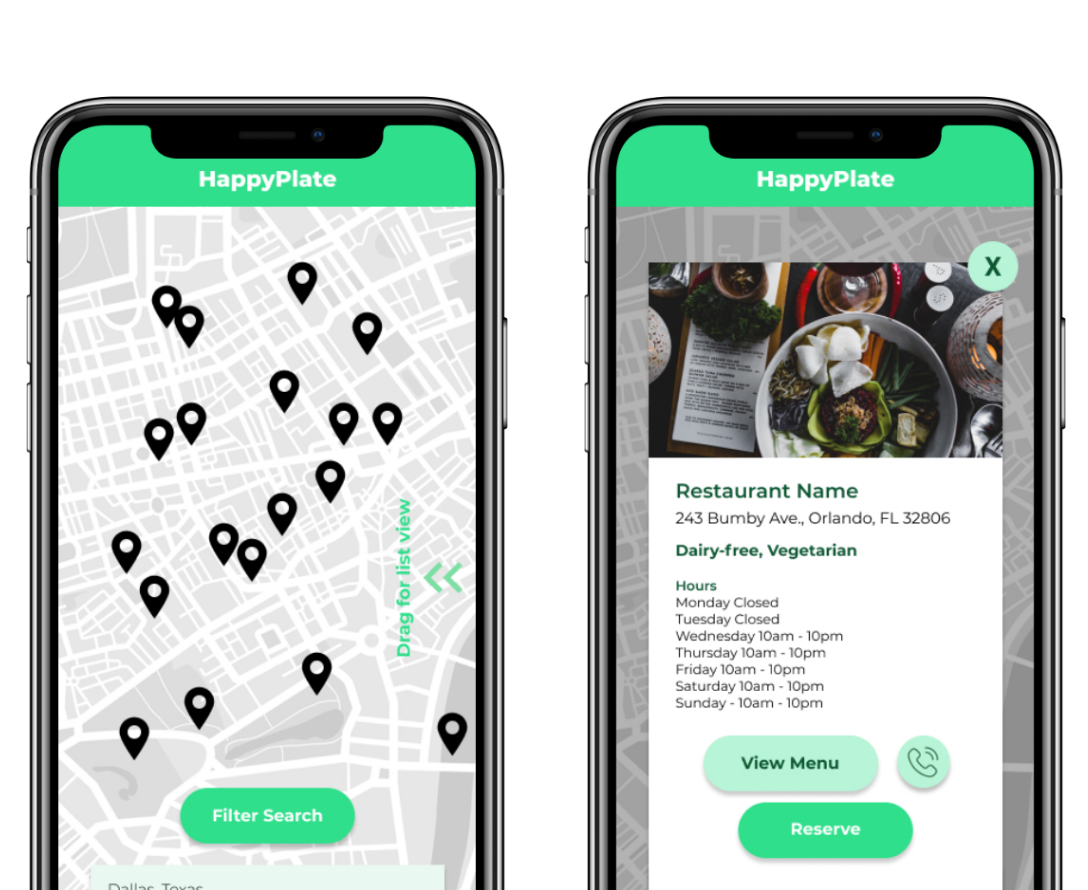 HappyPlate
Drag for list view
Filter Search
Dallas, Texas
HappyPlate
X
Restaurant Name
243 Bumby Ave., Orlando, FL 32806
Dairy-free, Vegetarian
Hours
Monday Closed
Tuesday Closed
Wednesday 10am - 10pm
Thursday 10am - 10pm
Friday 10am - 10pm
Saturday 10am - 10pm
Sunday - 10am - 10pm
View Menu
Reserve